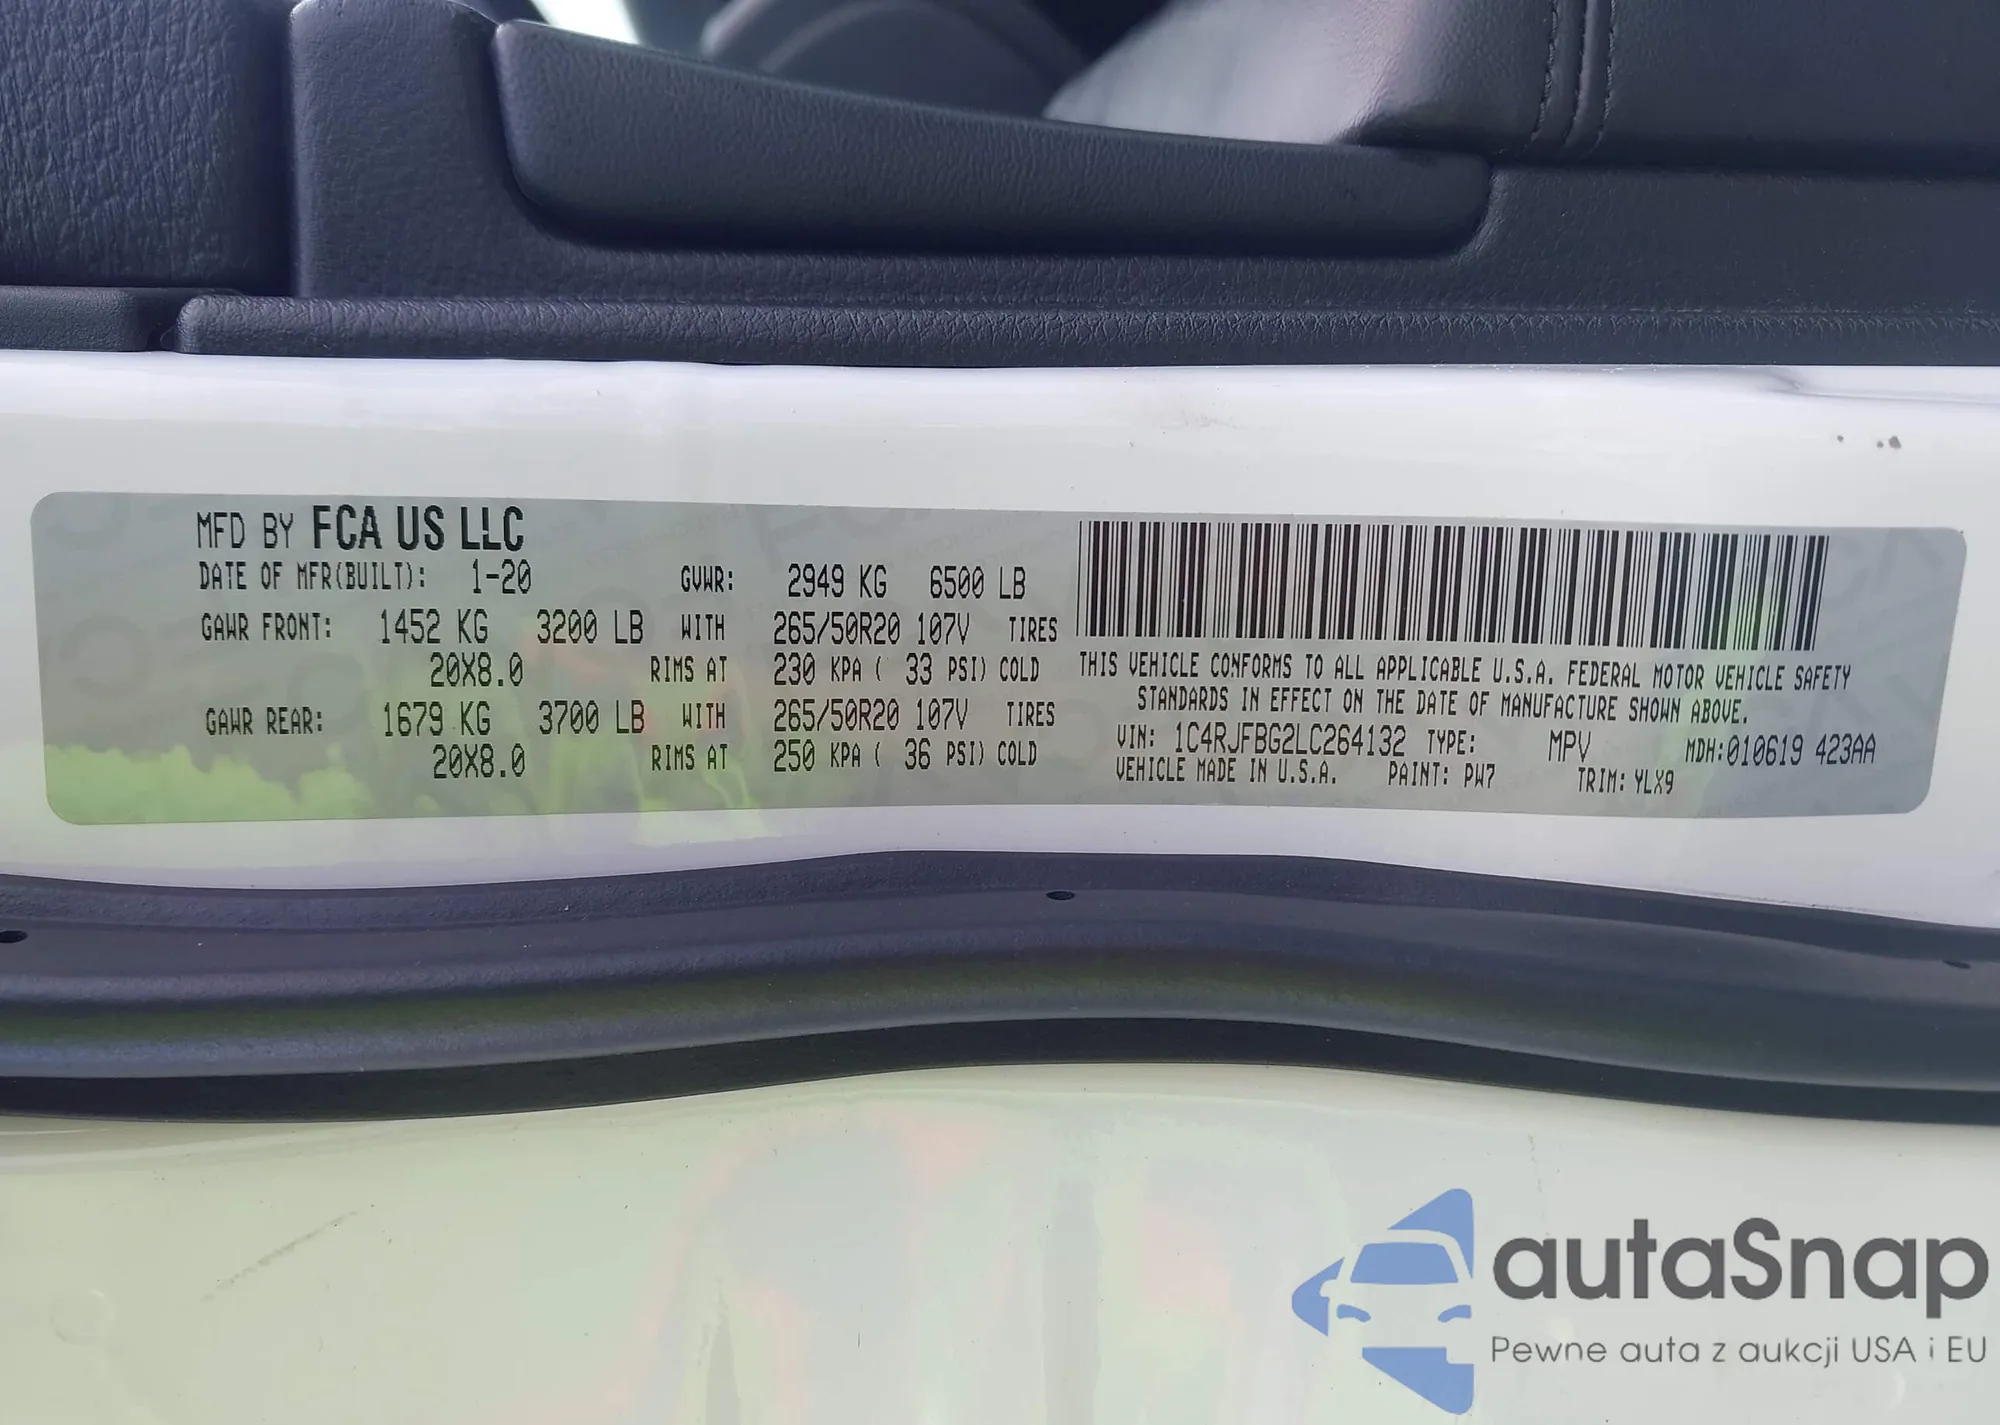 MFD BY FCA US LLC
DATE OF MFR(BUILT): 1-20 GVWR: 2949 KG 6500 LB
GAWR FRONT: 1452 KG 3200 LB WITH 265/50R20 107V TIRES
20X8.0 RIMS AT 230 KPA ( 33 PSI) COLD
GAWR REAR: 1679 KG 3700 LB WITH 265/50R20 107V TIRES
20X8.0 RIMS AT 250 KPA ( 36 PSI) COLD
THIS VEHICLE CONFORMS TO ALL APPLICABLE U.S.A. FEDERAL MOTOR VEHICLE SAFETY
STANDARDS IN EFFECT ON THE DATE OF MANUFACTURE SHOWN ABOVE.
VIN: 1C4RJFBG2LC264132 TYPE: MPV MDH:010619 423AA
VEHICLE MADE IN U.S.A. PAINT: PW7 TRIM: YLX9
autaSnap
Pewne auta z aukcji USA i EU